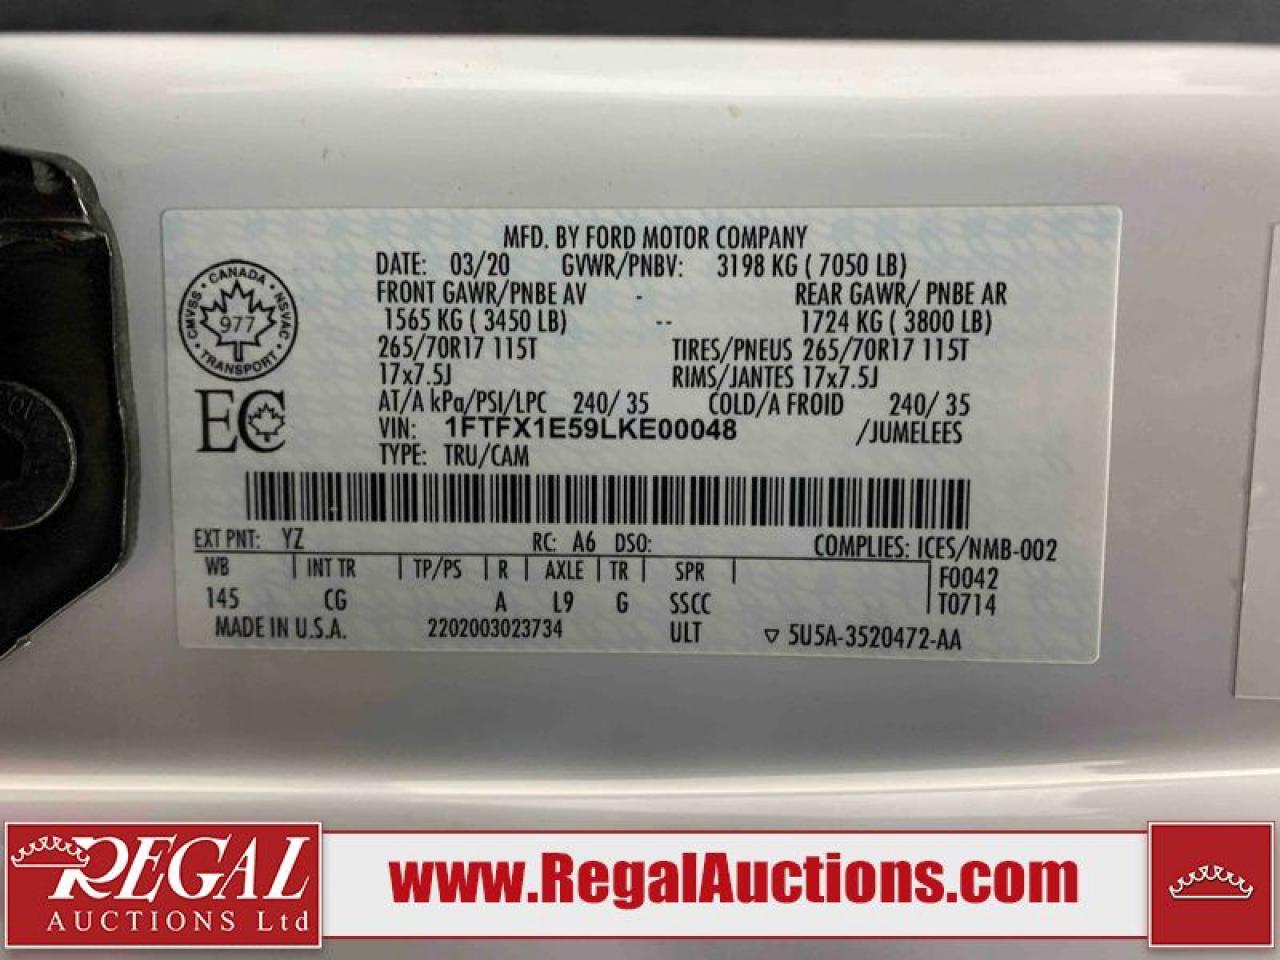 MFD. BY FORD MOTOR COMPANY
DATE: 03/20 GVWR/PNBV: 3198 KG ( 7050 LB)
FRONT GAWR/PNBE AV - REAR GAWR/ PNBE AR
1565 KG ( 3450 LB) -- 1724 KG ( 3800 LB)
265/70R17 115T TIRES/PNEUS 265/70R17 115T
17x7.5J RIMS/JANTES 17x7.5J
AT/A kPa/PSI/LPC 240/ 35 COLD/A FROID 240/ 35
VIN: 1FTFX1E59LKE00048 /JUMELEES
TYPE: TRU/CAM
CMVSS • CANADA • NSVAC
977
• TRANSPORT •
EC
EXT PNT: YZ RC: A6 DSO: COMPLIES: ICES/NMB-002
WB | INT TR | TP/PS | R | AXLE | TR | SPR | F0042
145 CG A L9 G SSCC | T0714
MADE IN U.S.A. 2202003023734 ULT ▽ 5U5A-3520472-AA
REGAL
AUCTIONS Ltd
www.RegalAuctions.com